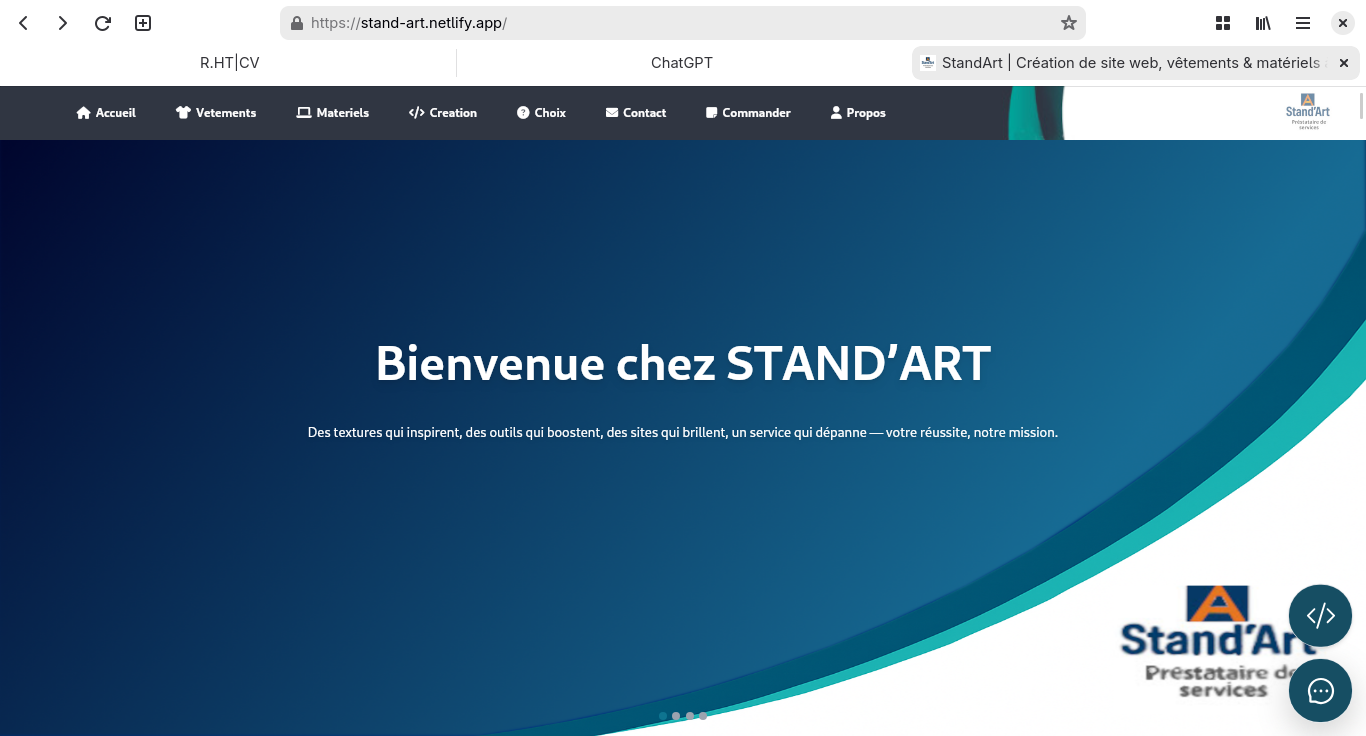 https://stand-art.netlify.app/
R.HT|CV
ChatGPT
StandArt | Création de site web, vêtements & matériels
Accueil
Vetements
Materiels
Creation
Choix
Contact
Commander
Propos
Stand'Art
Préstataire de
services
Bienvenue chez STAND'ART
Des textures qui inspirent, des outils qui boostent, des sites qui brillent, un service qui dépanne — votre réussite, notre mission.
Stand'Art
Prestataire de
services